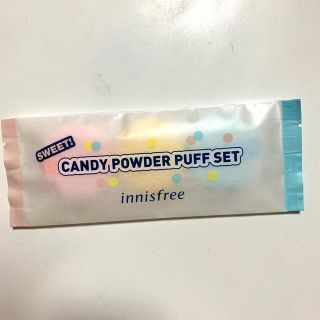 SWEET!
CANDY POWDER PUFF SET
innisfree